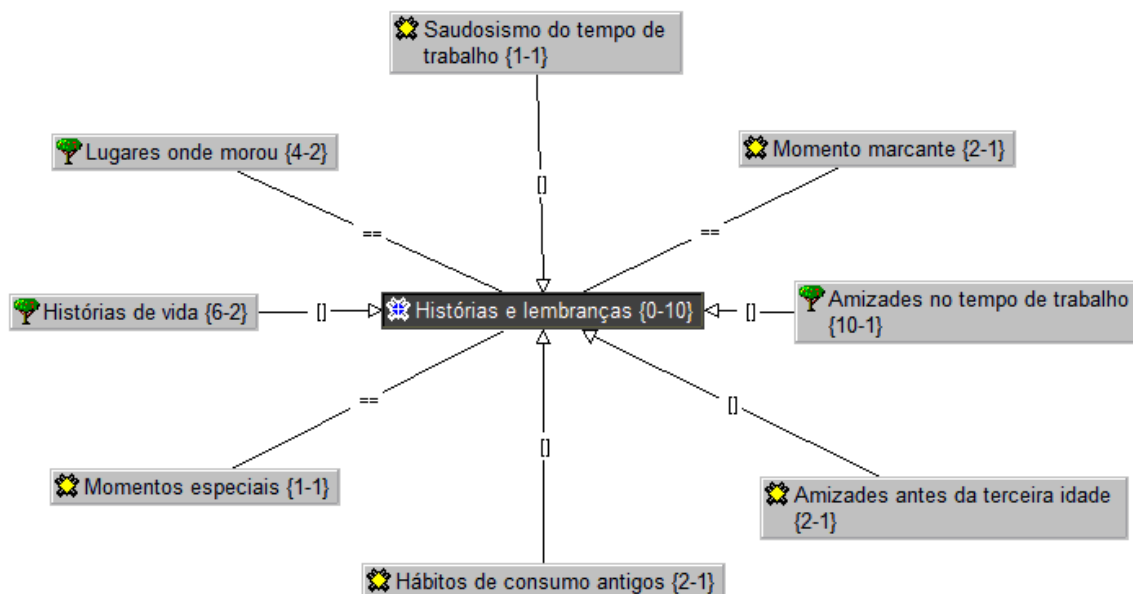 Saudosismo do tempo de
trabalho {1-1}
Lugares onde morou {4-2}
Momento marcante {2-1}
[]
==
==
Histórias de vida {6-2}
[]
Histórias e lembranças {0-10}
[]
Amizades no tempo de trabalho
{10-1}
==
[]
[]
Momentos especiais {1-1}
Amizades antes da terceira idade
{2-1}
Hábitos de consumo antigos {2-1}